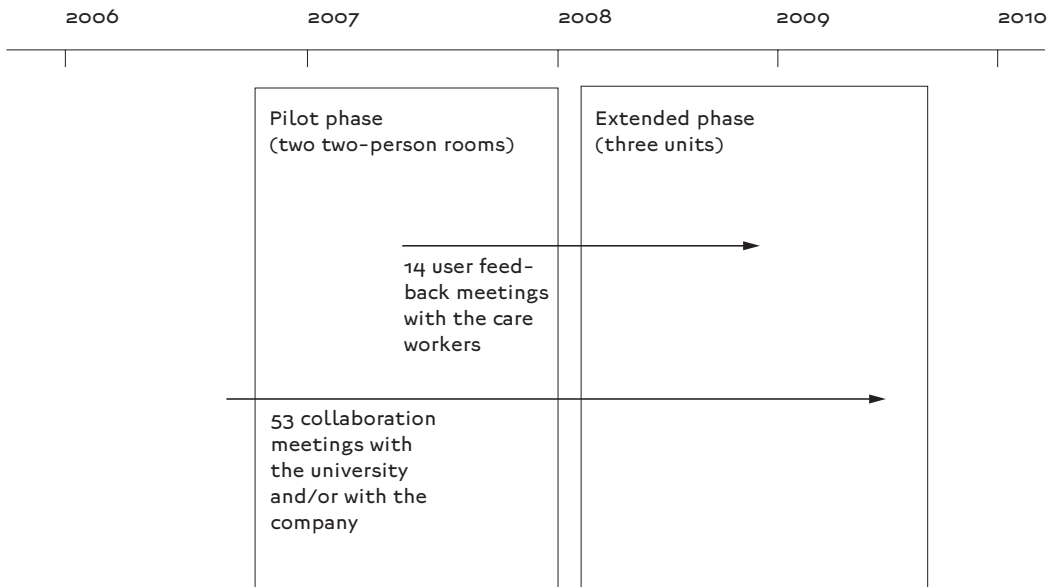 2006 2007 2008 2009 2010
Pilot phase
(two two-person rooms)
Extended phase
(three units)
14 user feed-
back meetings
with the care
workers
53 collaboration
meetings with
the university
and/or with the
company